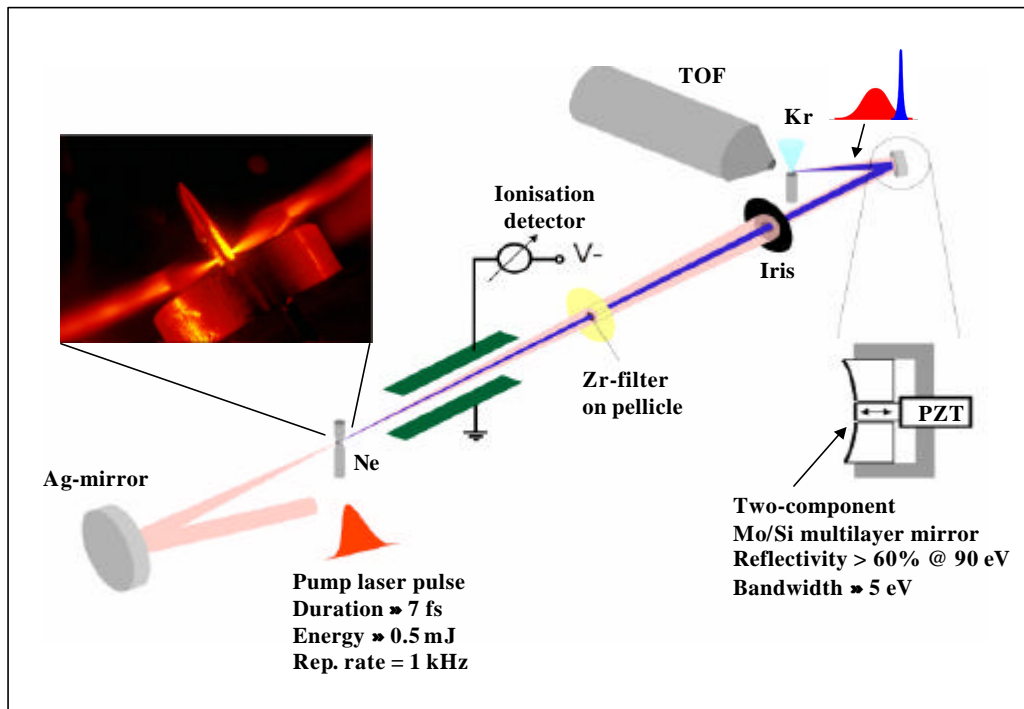 TOF
Kr
Ionisation
detector
V-
Iris
Zr-filter
on pellicle
PZT
Ne
Ag-mirror
Two-component
Mo/Si multilayer mirror
Reflectivity > 60% @ 90 eV
Bandwidth » 5 eV
Pump laser pulse
Duration » 7 fs
Energy » 0.5 mJ
Rep. rate = 1 kHz